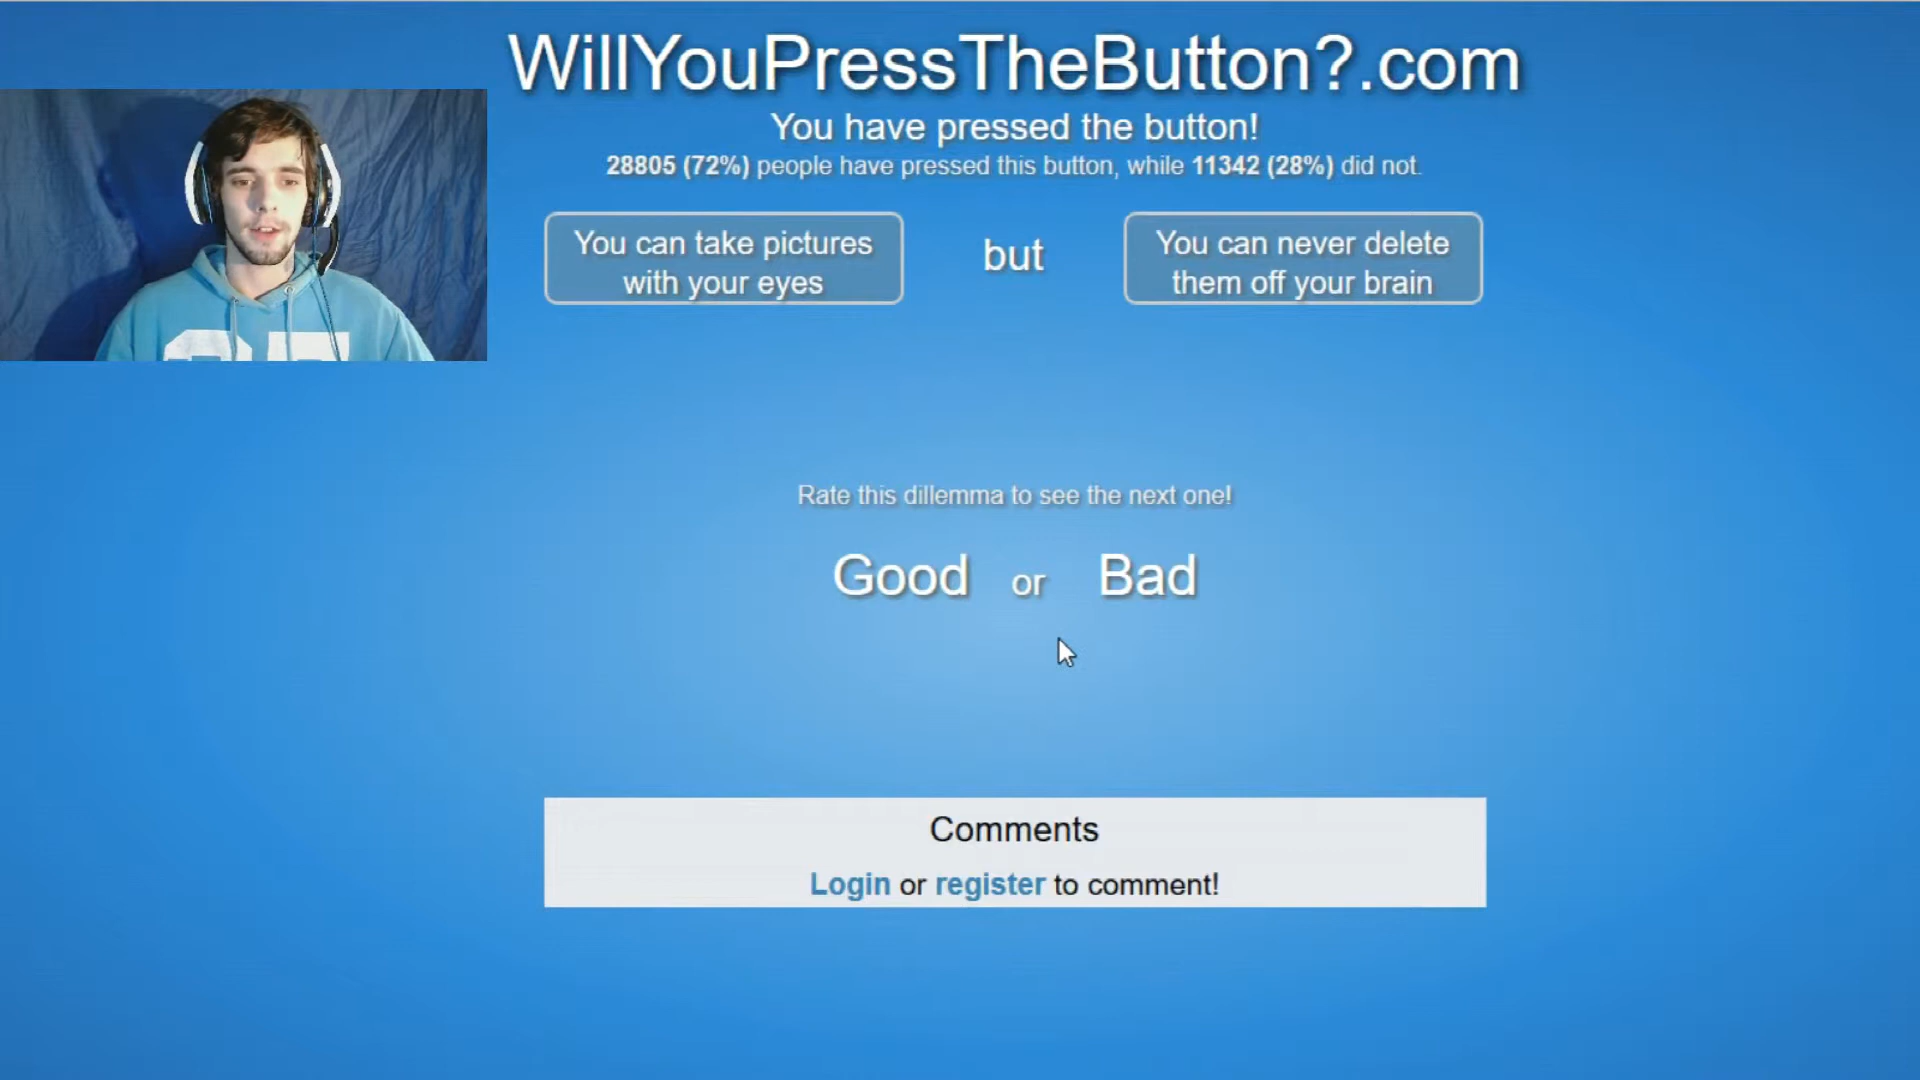 WillYouPressTheButton?.com
You have pressed the button!
28805 (72%) people have pressed this button, while 11342 (28%) did not.
You can take pictures
with your eyes
but
You can never delete
them off your brain
Rate this dillemma to see the next one!
Good or Bad
Comments
Login or register to comment!